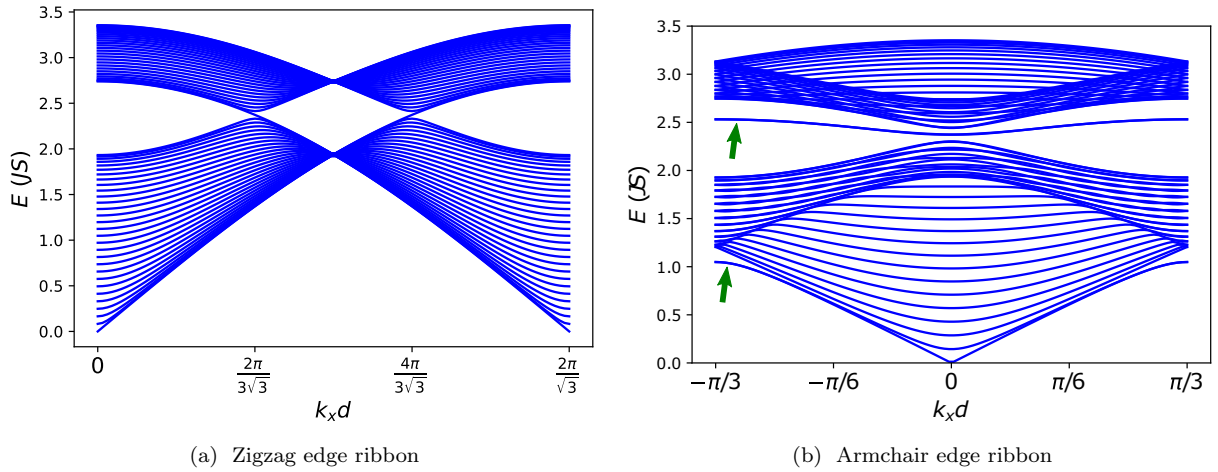 3.5
3.0
2.5
2.0
1.5
1.0
0.5
0.0
E (JS)
0
2π/3√3
4π/3√3
2π/√3
k_x d
(a) Zigzag edge ribbon
3.5
3.0
2.5
2.0
1.5
1.0
0.5
0.0
E (JS)
−π/3
−π/6
0
π/6
π/3
k_x d
(b) Armchair edge ribbon